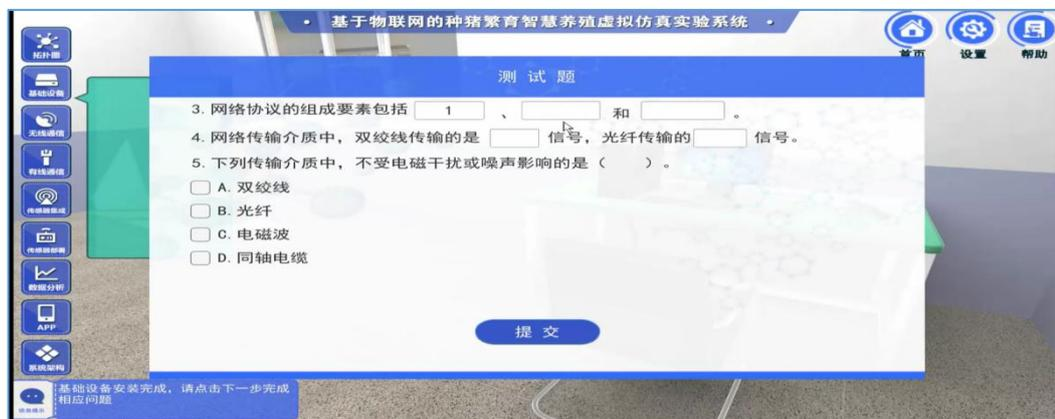 • 基于物联网的种猪繁育智慧养殖虚拟仿真实验系统 •
首页 设置 帮助
拓扑图
基础设备
无线通信
有线通信
传感器集成
传感器部署
数据分析
APP
系统架构
测试题
3. 网络协议的组成要素包括 1 、 和 。
4. 网络传输介质中，双绞线传输的是 信号，光纤传输的 信号。
5. 下列传输介质中，不受电磁干扰或噪声影响的是（ ）。
A. 双绞线
B. 光纤
C. 电磁波
D. 同轴电缆
提交
基础设备安装完成，请点击下一步完成
相应问题